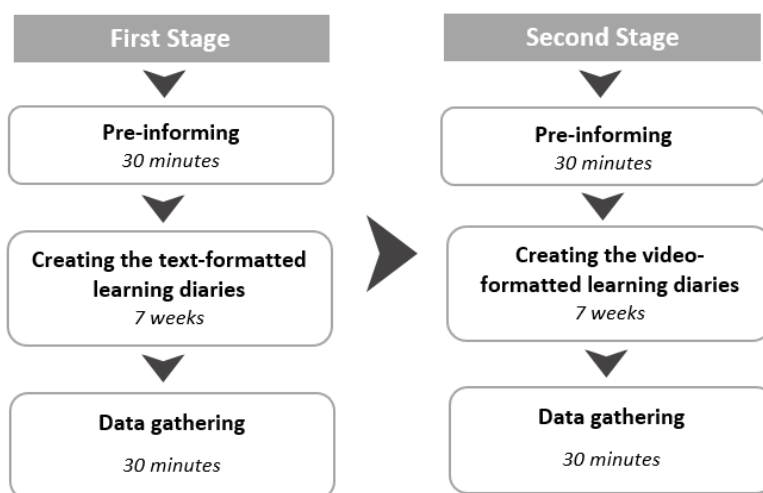 First Stage
Pre-informing
30 minutes
Creating the text-formatted
learning diaries
7 weeks
Data gathering
30 minutes
Second Stage
Pre-informing
30 minutes
Creating the video-
formatted learning diaries
7 weeks
Data gathering
30 minutes